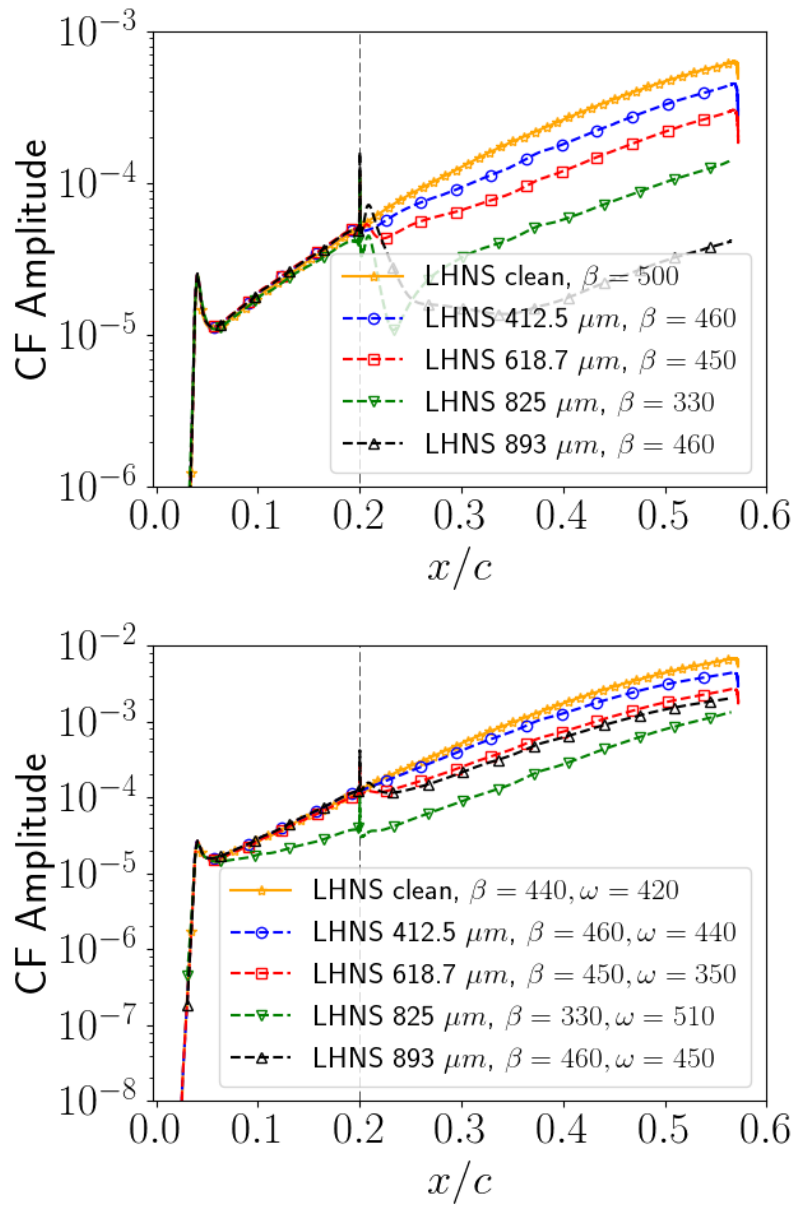 10⁻³
10⁻⁴
10⁻⁵
10⁻⁶
CF Amplitude
LHNS clean, β = 500
LHNS 412.5 μm, β = 460
LHNS 618.7 μm, β = 450
LHNS 825 μm, β = 330
LHNS 893 μm, β = 460
0.0 0.1 0.2 0.3 0.4 0.5 0.6
x/c
10⁻²
10⁻³
10⁻⁴
10⁻⁵
10⁻⁶
10⁻⁷
10⁻⁸
CF Amplitude
LHNS clean, β = 440, ω = 420
LHNS 412.5 μm, β = 460, ω = 440
LHNS 618.7 μm, β = 450, ω = 350
LHNS 825 μm, β = 330, ω = 510
LHNS 893 μm, β = 460, ω = 450
0.0 0.1 0.2 0.3 0.4 0.5 0.6
x/c